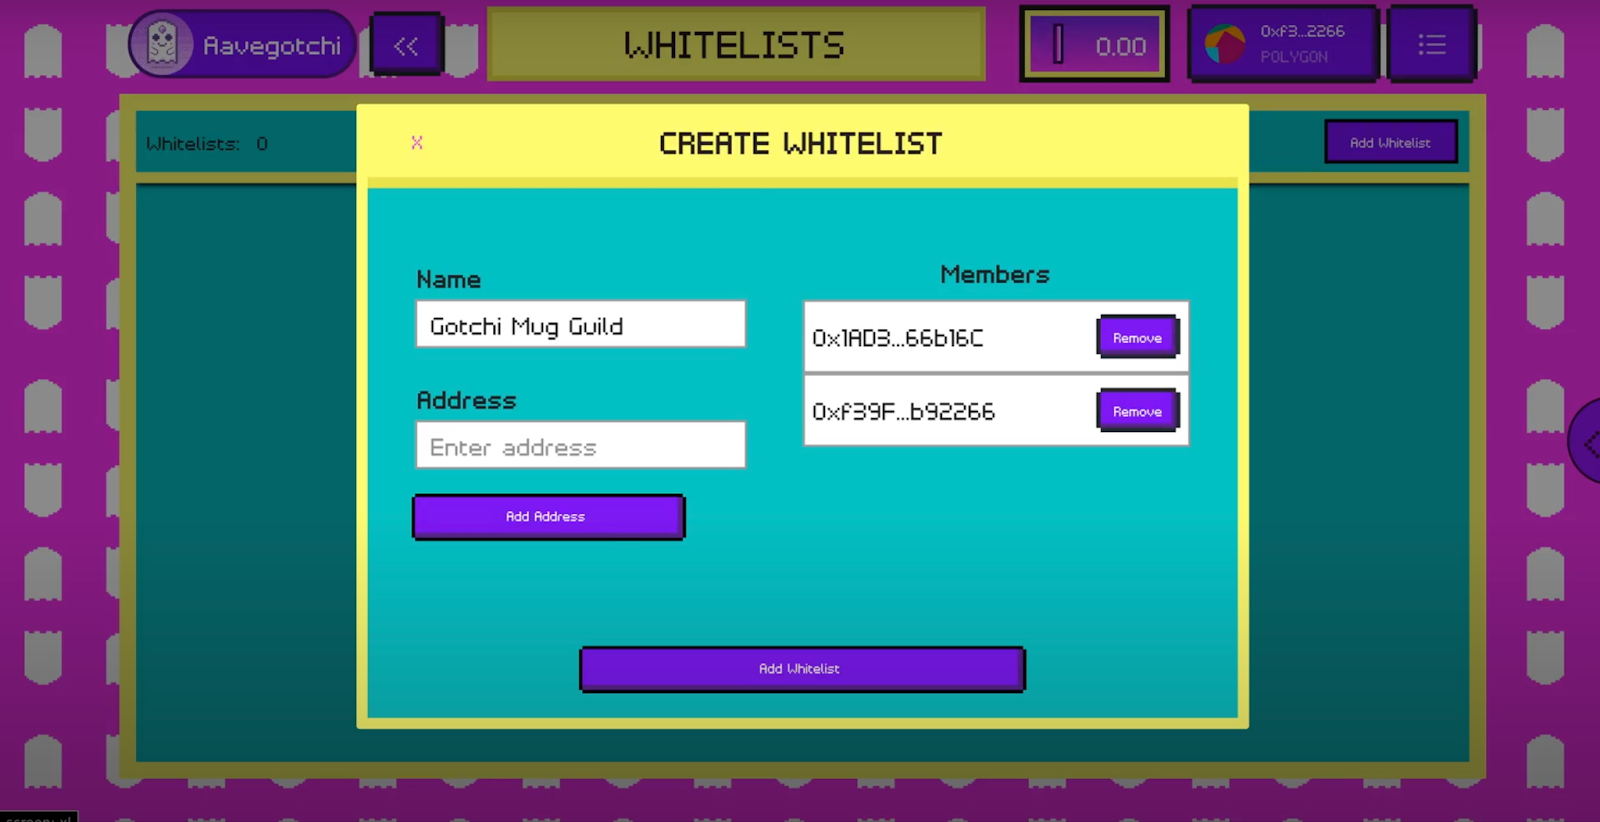 Aavegotchi
<<
WHITELISTS
0.00
0xf3...2266
POLYGON
Whitelists: 0
X
CREATE WHITELIST
Add Whitelist
Name
Members
Gotchi Mug Guild
0x1AD3...66b16C
Remove
Address
0xf39F...b92266
Remove
Enter address
Add Address
Add Whitelist